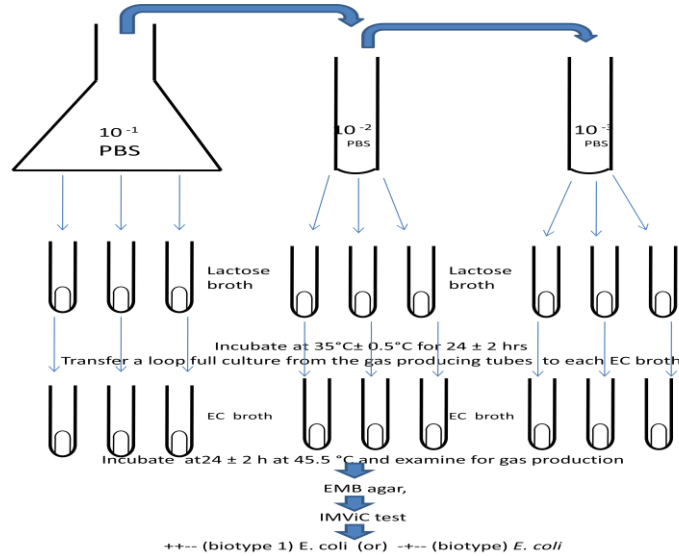 10 -1
PBS
10 -2
PBS
10 -3
PBS
Lactose
broth
Lactose
broth
Incubate at 35°C± 0.5°C for 24 ± 2 hrs
Transfer a loop full culture from the gas producing tubes to each EC broth
EC broth
EC broth
Incubate at24 ± 2 h at 45.5 °C and examine for gas production
EMB agar,
IMViC test
++-- (biotype 1) E. coli (or) -+-- (biotype) E. coli